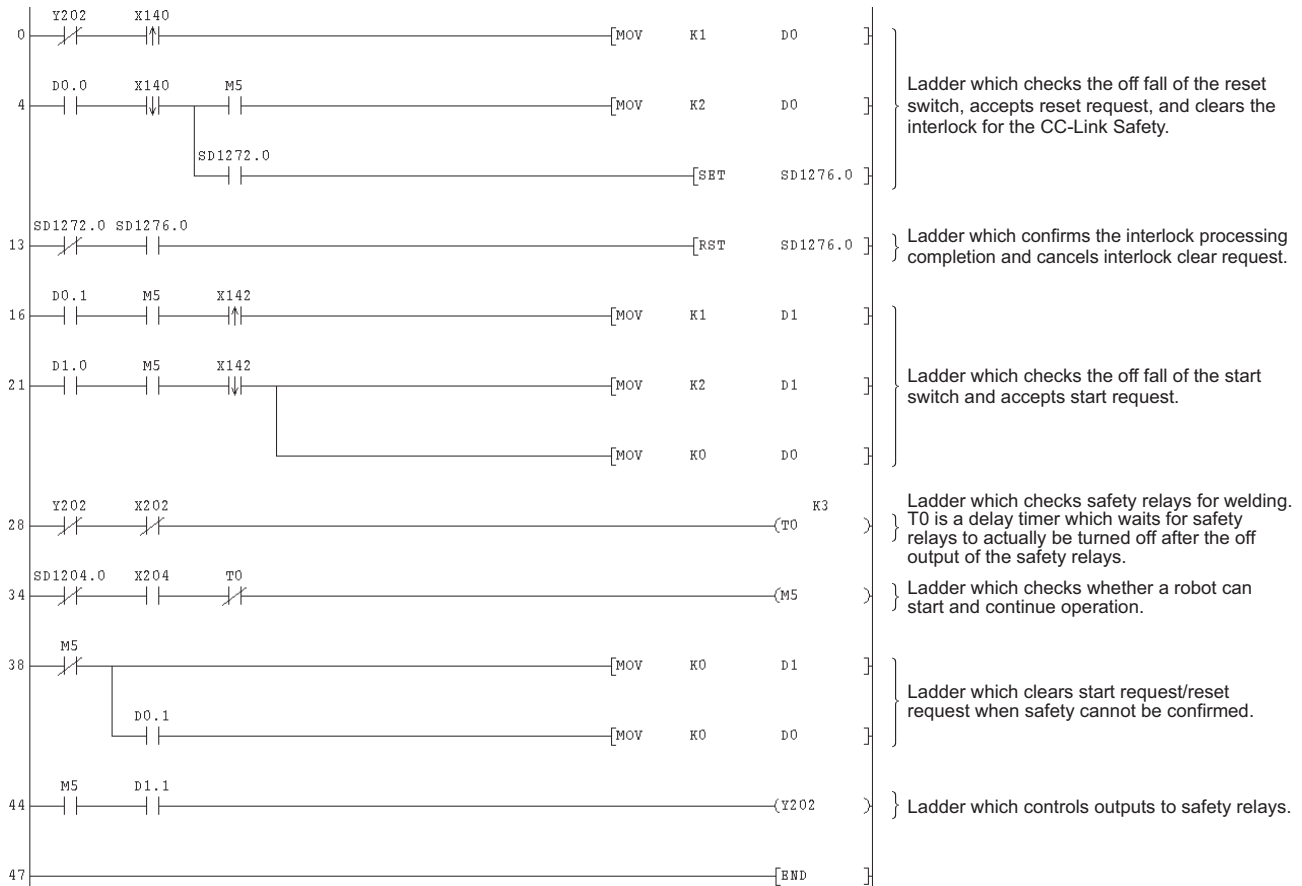 Y202 X140
0 MOV K1 D0
D0.0 X140 M5
4 MOV K2 D0
Ladder which checks the off fall of the reset
switch, accepts reset request, and clears the
interlock for the CC-Link Safety.
SD1272.0
SET SD1276.0
SD1272.0 SD1276.0
13 RST SD1276.0
Ladder which confirms the interlock processing
completion and cancels interlock clear request.
D0.1 M5 X142
16 MOV K1 D1
D1.0 M5 X142
21 MOV K2 D1
Ladder which checks the off fall of the start
switch and accepts start request.
MOV K0 D0
Y202 X202 K3
28 T0
Ladder which checks safety relays for welding.
T0 is a delay timer which waits for safety
relays to actually be turned off after the off
output of the safety relays.
SD1204.0 X204 T0
34 M5
Ladder which checks whether a robot can
start and continue operation.
M5
38 MOV K0 D1
D0.1
MOV K0 D0
Ladder which clears start request/reset
request when safety cannot be confirmed.
M5 D1.1
44 Y202
Ladder which controls outputs to safety relays.
47 END